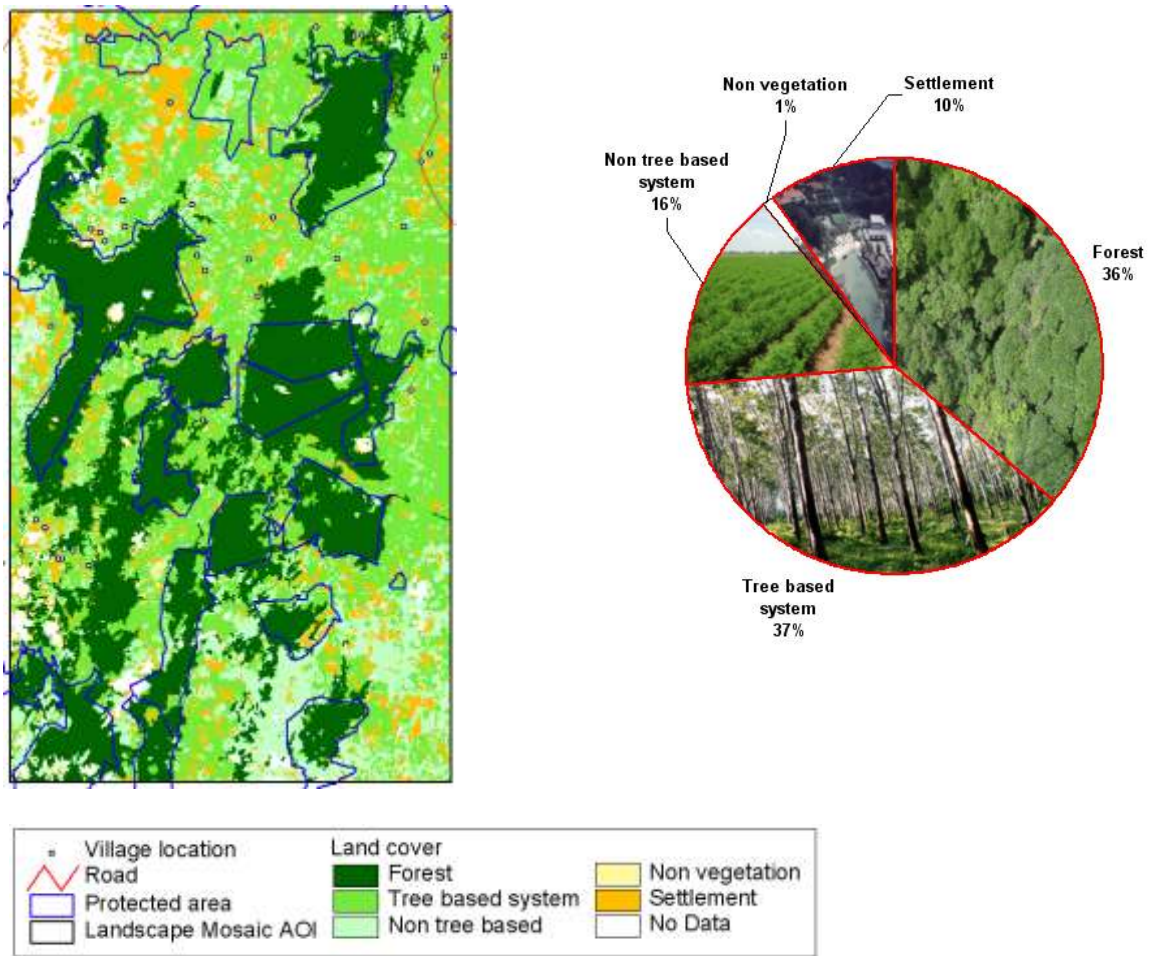 Non vegetation
1%
Settlement
10%
Non tree based
system
16%
Forest
36%
Tree based
system
37%
Village location
Road
Protected area
Landscape Mosaic AOI
Land cover
Forest
Tree based system
Non tree based
Non vegetation
Settlement
No Data